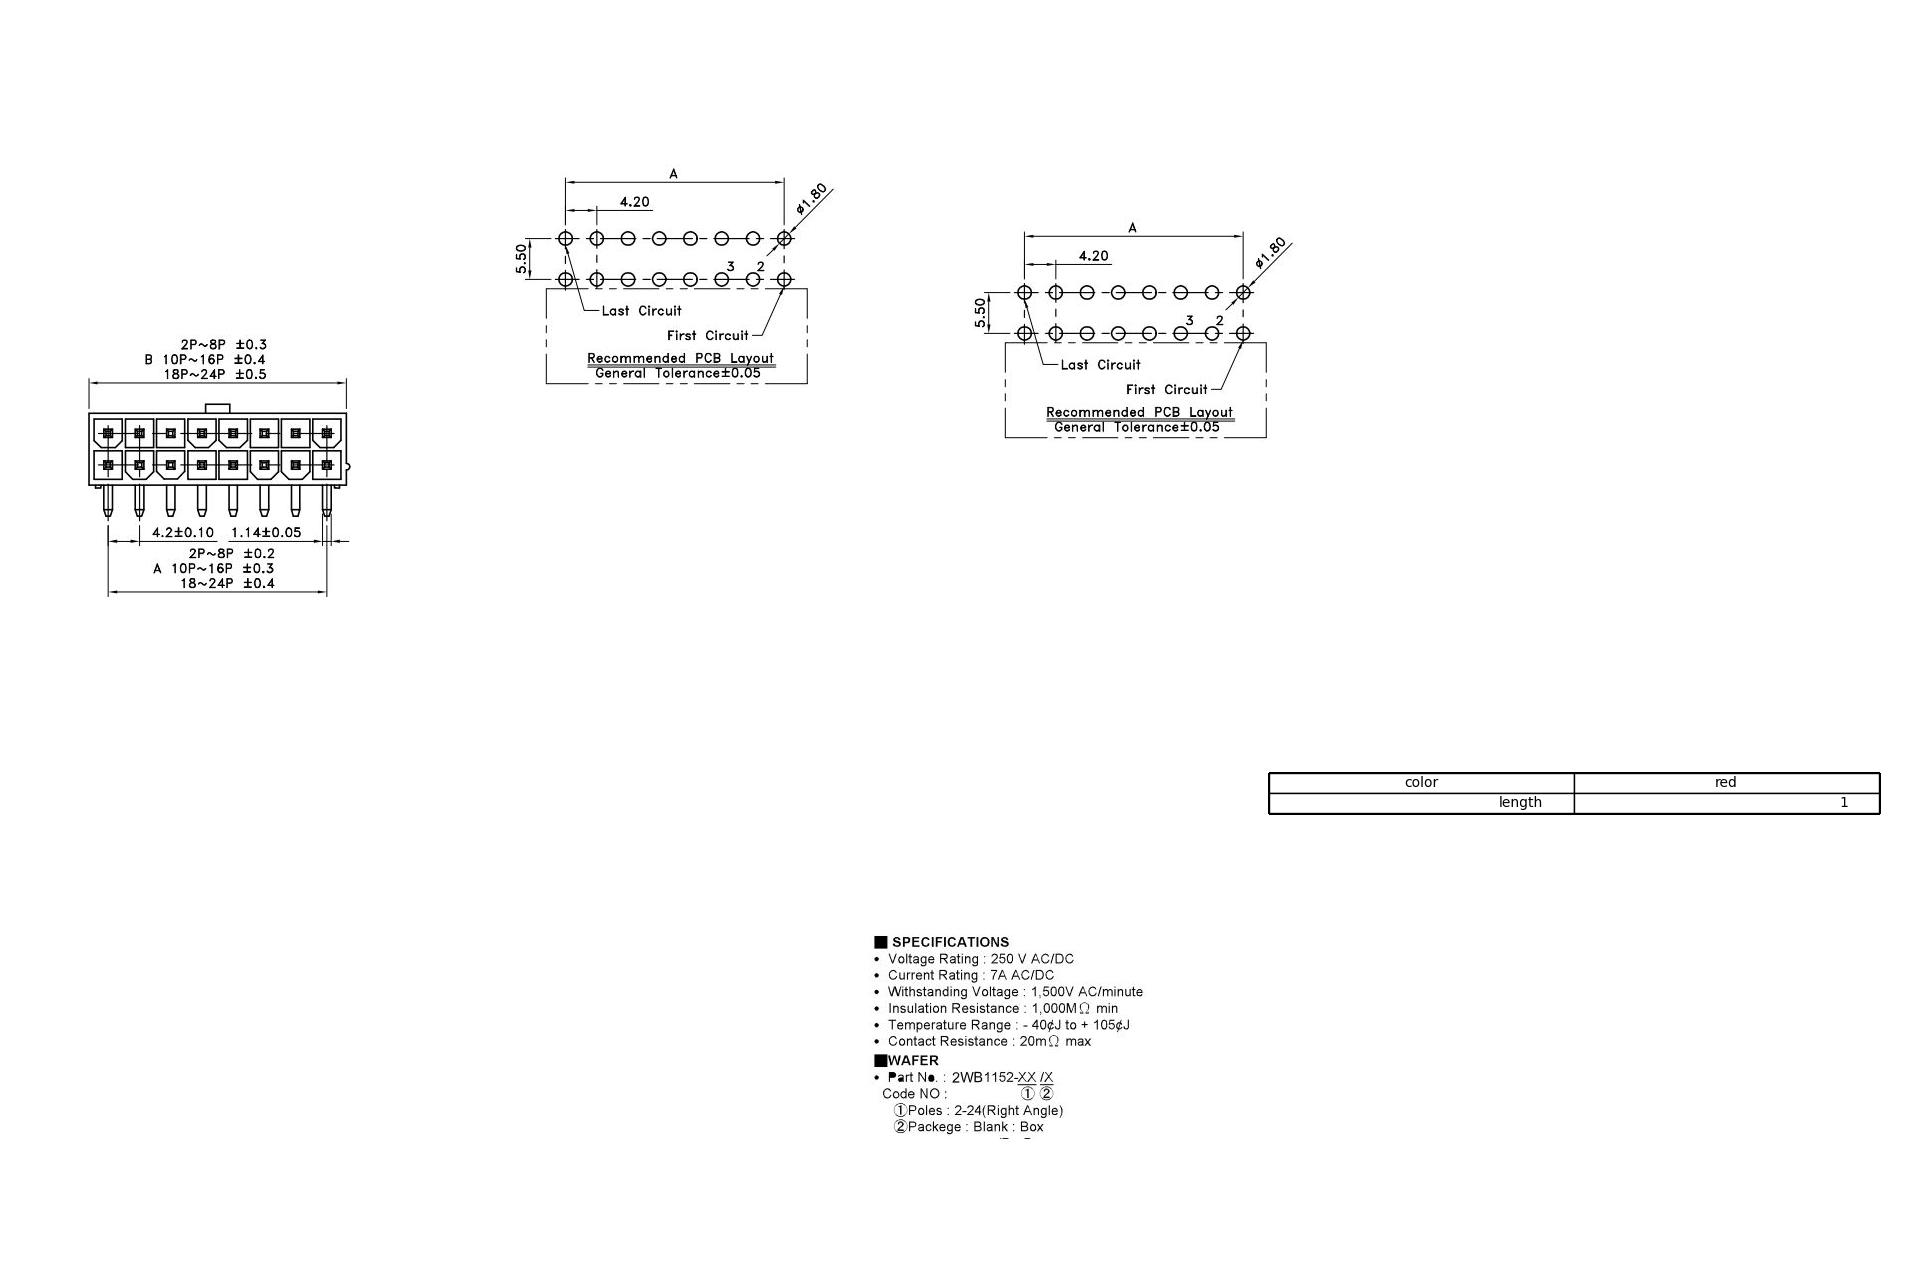 A
4.20
ø1.80
5.50
3 2
Last Circuit
First Circuit
Recommended PCB Layout
General Tolerance±0.05
A
4.20
ø1.80
5.50
3 2
Last Circuit
First Circuit
Recommended PCB Layout
General Tolerance±0.05
2P~8P ±0.3
B 10P~16P ±0.4
18P~24P ±0.5
4.2±0.10 1.14±0.05
2P~8P ±0.2
A 10P~16P ±0.3
18~24P ±0.4
color red
length 1
■ SPECIFICATIONS
• Voltage Rating : 250 V AC/DC
• Current Rating : 7A AC/DC
• Withstanding Voltage : 1,500V AC/minute
• Insulation Resistance : 1,000MΩ min
• Temperature Range : - 40¢J to + 105¢J
• Contact Resistance : 20mΩ max
■WAFER
• Part No. : 2WB1152-XX /X
Code NO : ① ②
①Poles : 2-24(Right Angle)
②Packege : Blank : Box